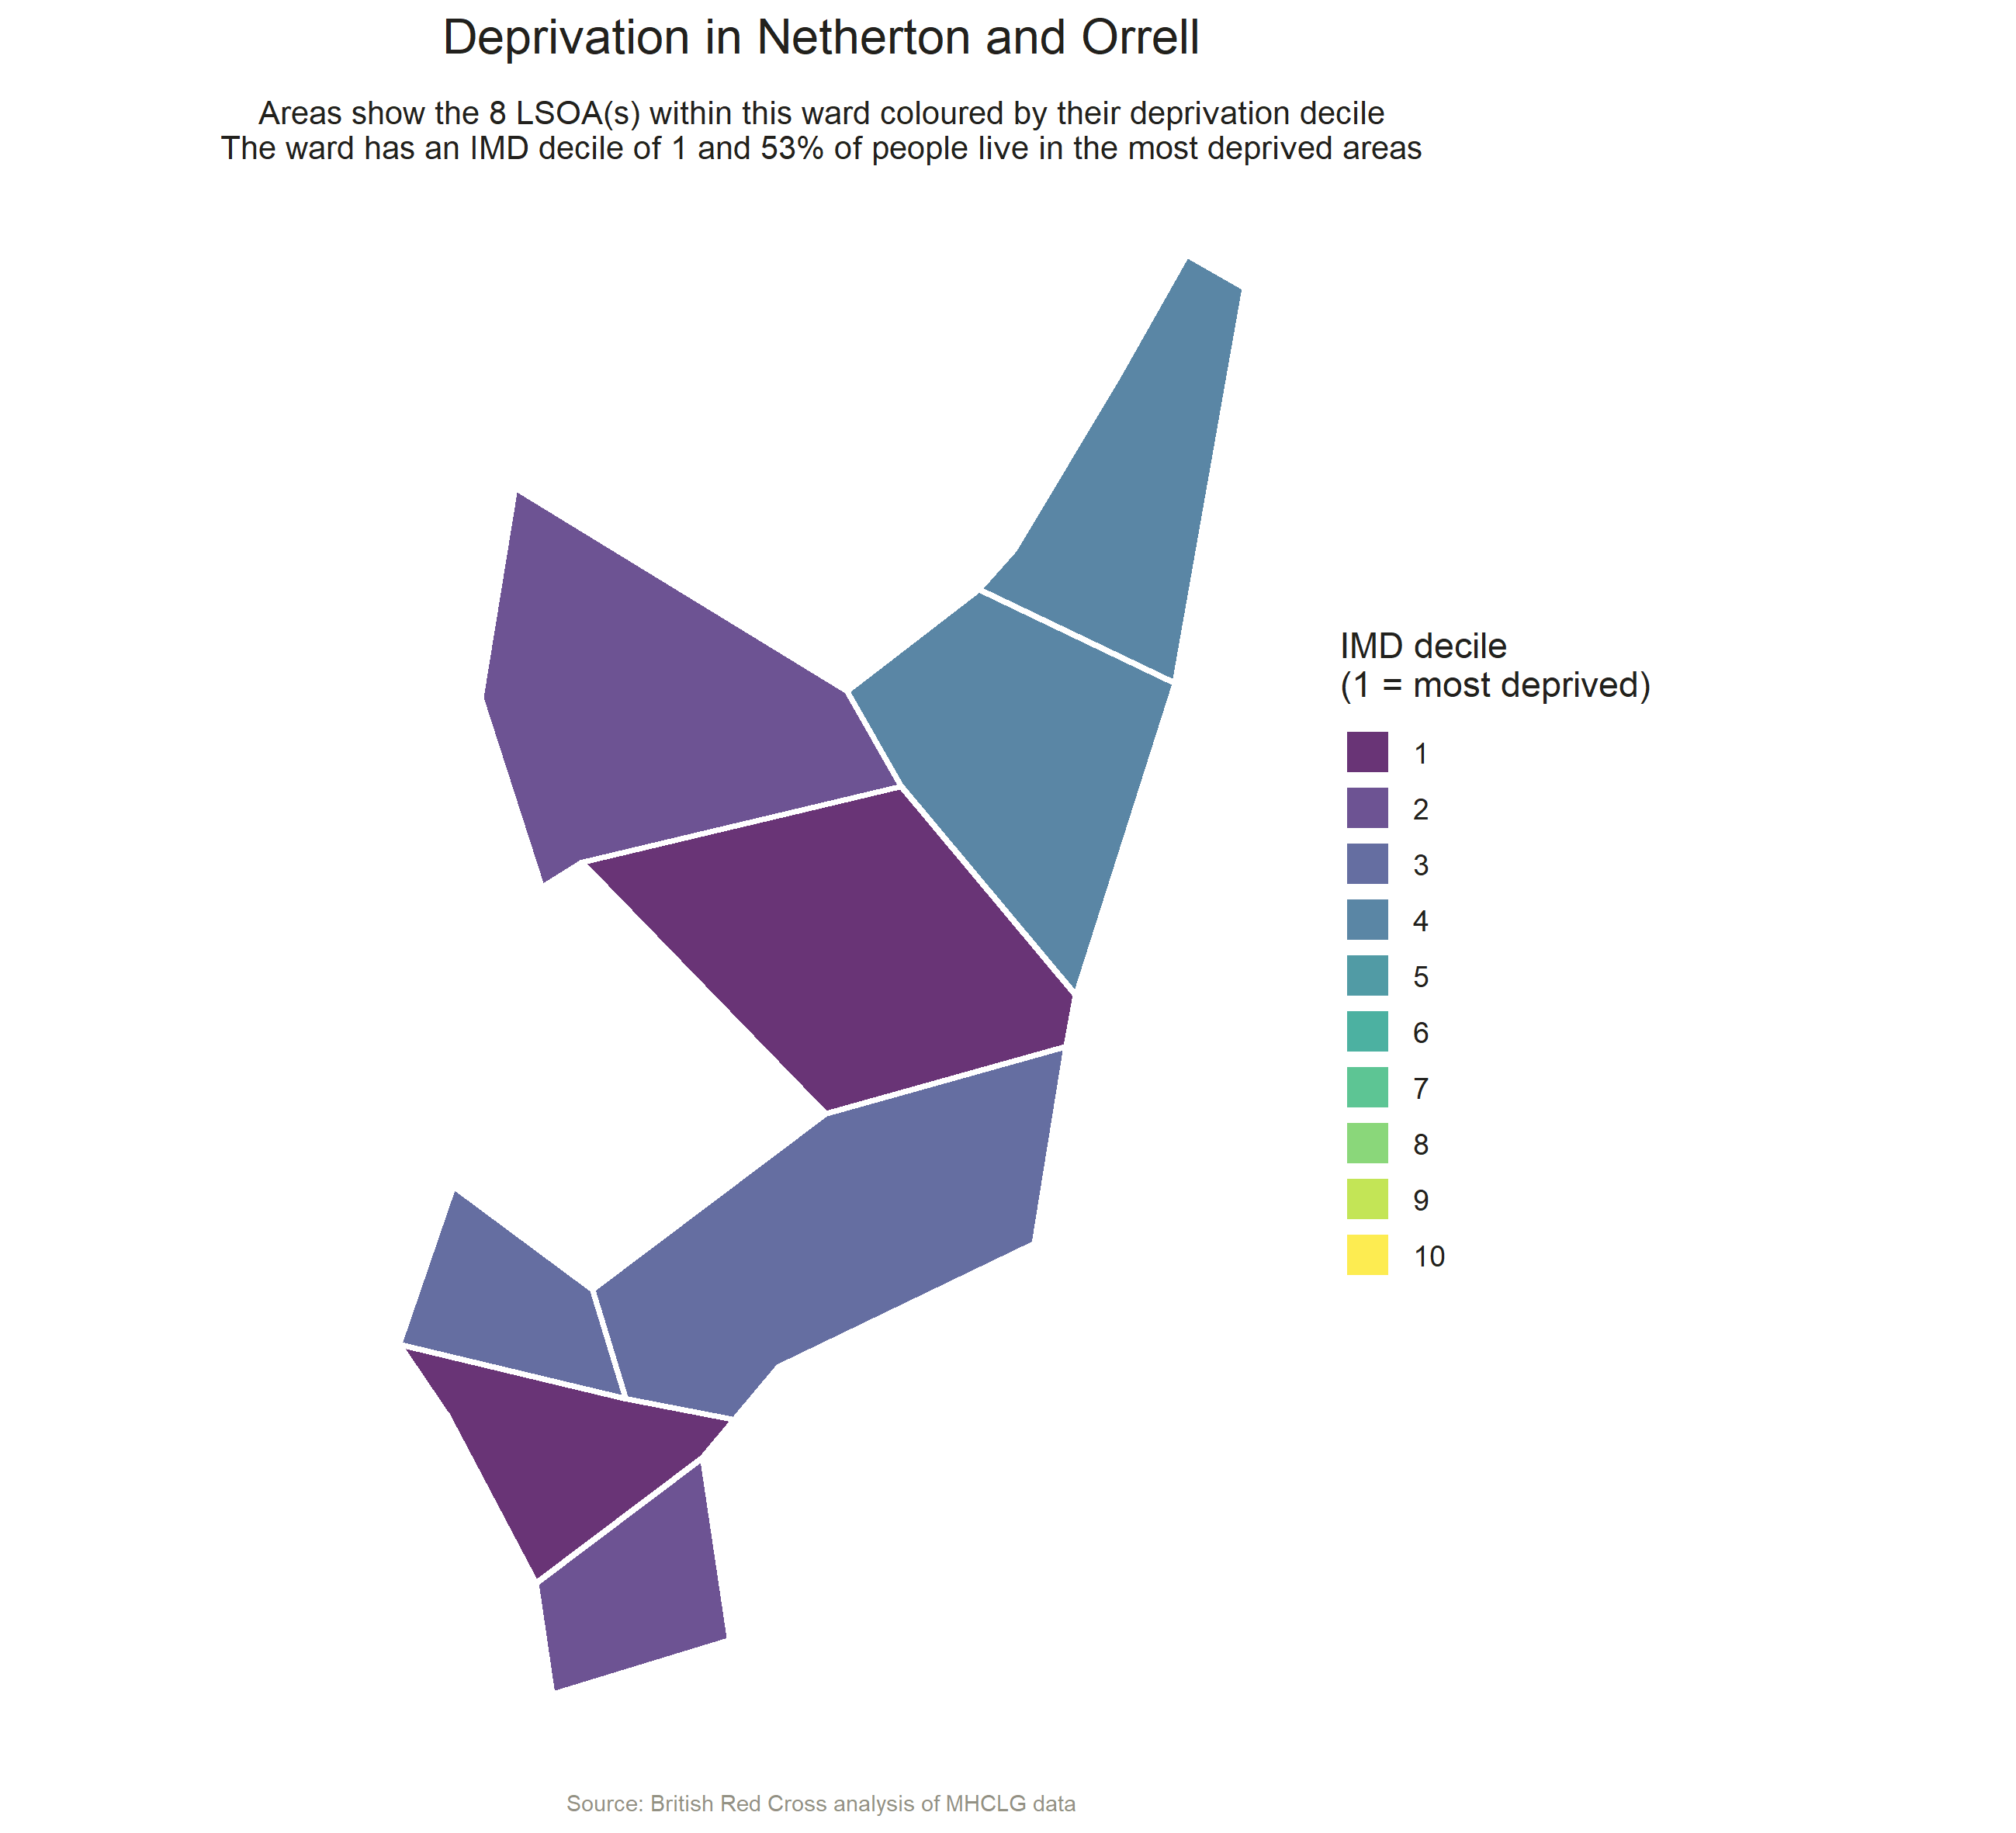 Deprivation in Netherton and Orrell
Areas show the 8 LSOA(s) within this ward coloured by their deprivation decile
The ward has an IMD decile of 1 and 53% of people live in the most deprived areas
IMD decile
(1 = most deprived)
1
2
3
4
5
6
7
8
9
10
Source: British Red Cross analysis of MHCLG data